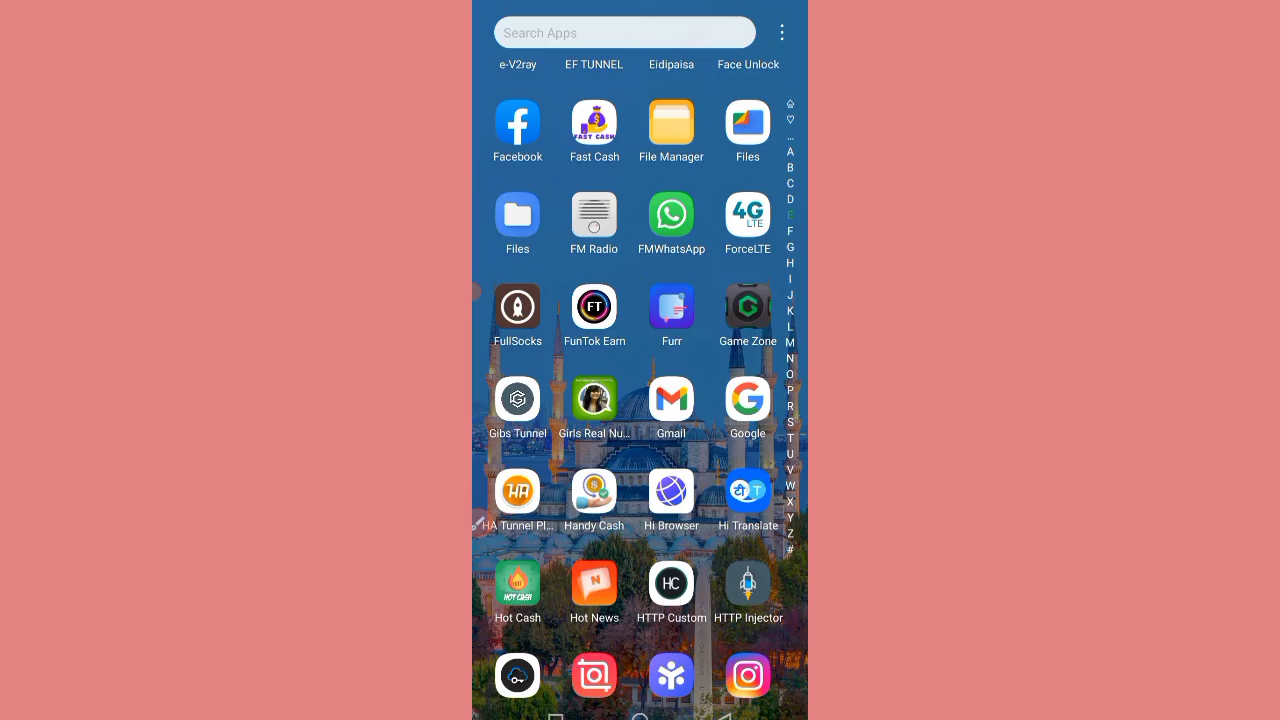 Search Apps
e-V2ray EF TUNNEL Eidipaisa Face Unlock
FAST CASH
Facebook Fast Cash File Manager Files
4G
LTE
Files FM Radio FMWhatsApp ForceLTE
FT
FullSocks FunTok Earn Furr Game Zone
Gibs Tunnel Girls Real Nu... Gmail Google
HA टी T
HA Tunnel Pl... Handy Cash Hi Browser Hi Translate
HOT
HOT CASH N HC
Hot Cash Hot News HTTP Custom HTTP Injector
...
A
B
C
D
E
F
G
H
I
J
K
L
M
N
O
P
R
S
T
U
V
W
X
Y
Z
#